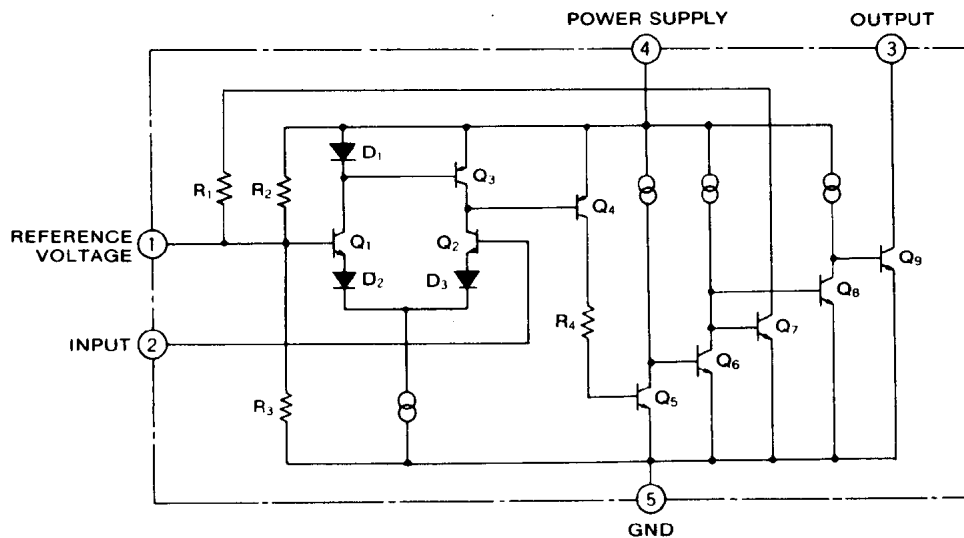 POWER SUPPLY
OUTPUT
4
3
D1
Q3
R1
R2
Q4
REFERENCE
VOLTAGE
1
Q1
Q2
Q9
D2
D3
Q8
R4
Q7
INPUT
2
Q6
R3
Q5
5
GND